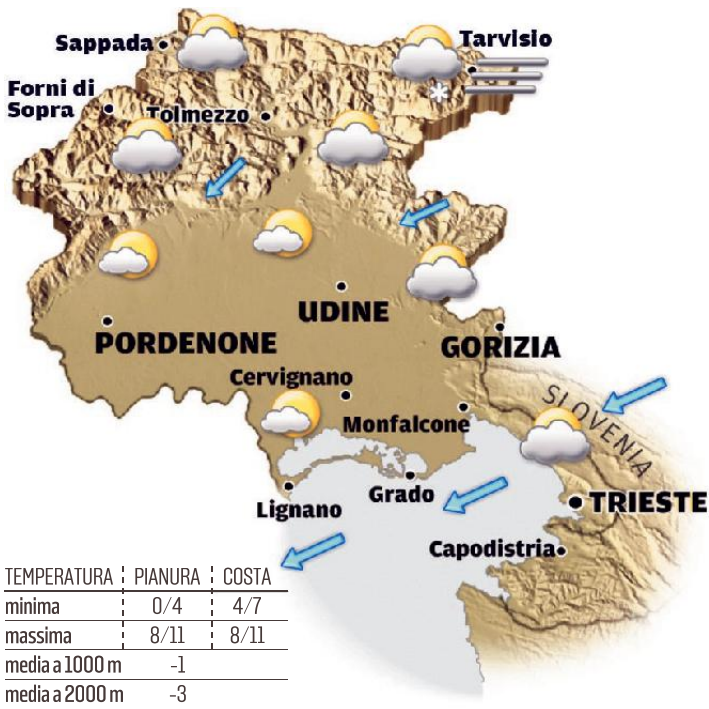 Sappada
Tarvisio
Forni di
Sopra
Tolmezzo
UDINE
PORDENONE
GORIZIA
Cervignano
SLOVENIA
Monfalcone
Grado
TRIESTE
Lignano
Capodistria
TEMPERATURA PIANURA COSTA
minima 0/4 4/7
massima 8/11 8/11
media a 1000 m -1
media a 2000 m -3